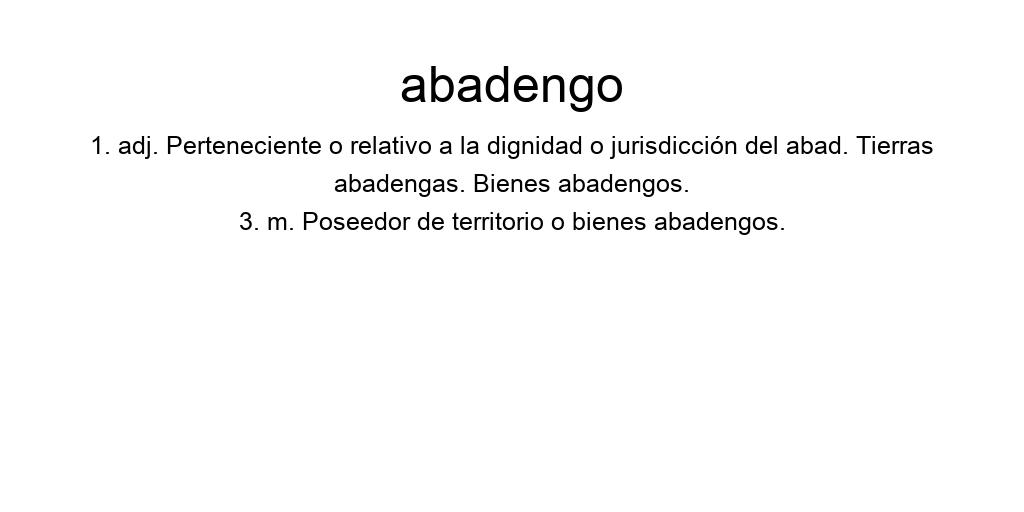 abadengo
1. adj. Perteneciente o relativo a la dignidad o jurisdicción del abad. Tierras
abadengas. Bienes abadengos.
3. m. Poseedor de territorio o bienes abadengos.